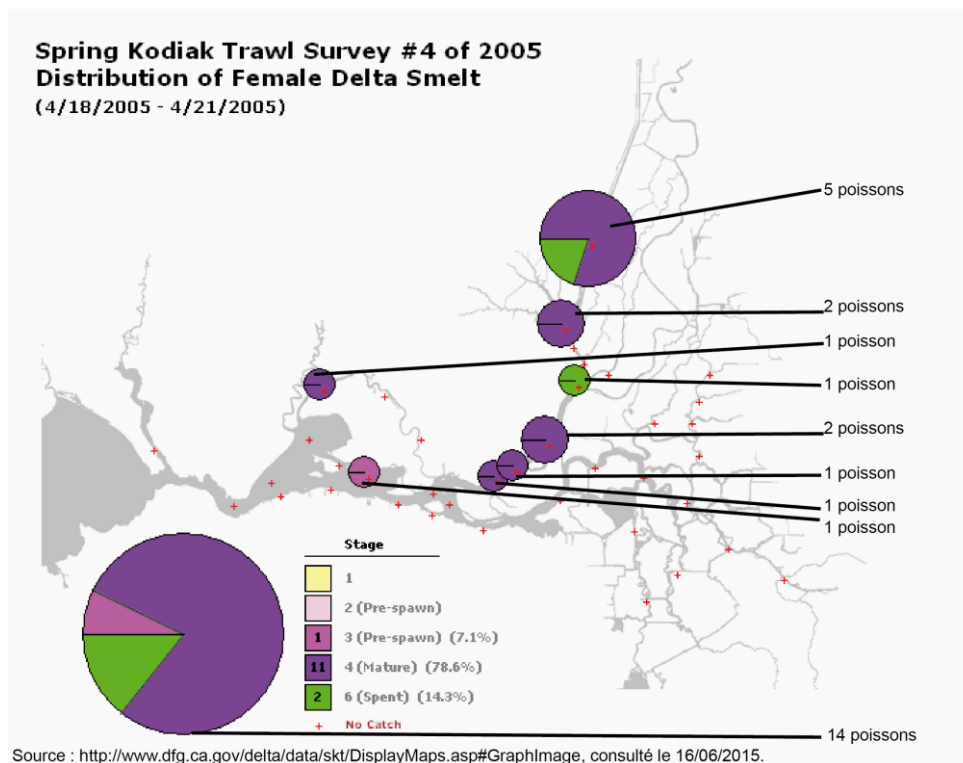 Spring Kodiak Trawl Survey #4 of 2005
Distribution of Female Delta Smelt
(4/18/2005 - 4/21/2005)
5 poissons
2 poissons
1 poisson
1 poisson
2 poissons
1 poisson
1 poisson
1 poisson
Stage
1
2 (Pre-spawn)
1 3 (Pre-spawn) (7.1%)
11 4 (Mature) (78.6%)
2 6 (Spent) (14.3%)
+ No Catch
14 poissons
Source : http://www.dfg.ca.gov/delta/data/skt/DisplayMaps.asp#GraphImage, consulté le 16/06/2015.